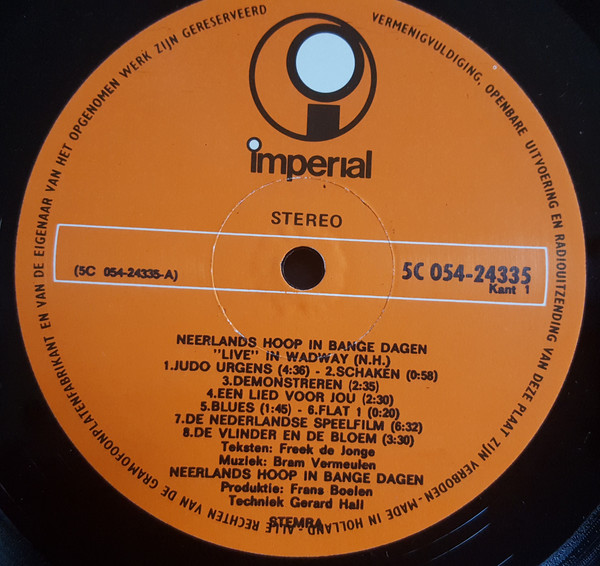 imperial
STEREO
(5C 054-24335-A)
5C 054-24335
Kant 1
NEERLANDS HOOP IN BANGE DAGEN
"LIVE" IN WADWAY (N.H.)
1.JUDO URGENS (4:36) - 2.SCHAKEN (0:58)
3.DEMONSTREREN (2:35)
4.EEN LIED VOOR JOU (2:30)
5.BLUES (1:45) - 6.FLAT 1 (0:20)
7.DE NEDERLANDSE SPEELFILM (6:32)
8.DE VLINDER EN DE BLOEM (3:30)
Teksten: Freek de Jonge
Muziek: Bram Vermeulen
NEERLANDS HOOP IN BANGE DAGEN
Produktie: Frans Boelen
Techniek Gerard Hall
STEMRA
ALLE RECHTEN VAN DE GRAMOFOONPLATENFABRIKANT EN VAN DE EIGENAAR VAN HET OPGENOMEN WERK ZIJN GERESERVEERD
VERMENIGVULDIGING, OPENBARE UITVOERING EN RADIOUITZENDING VAN DEZE PLAAT ZIJN VERBODEN - MADE IN HOLLAND -